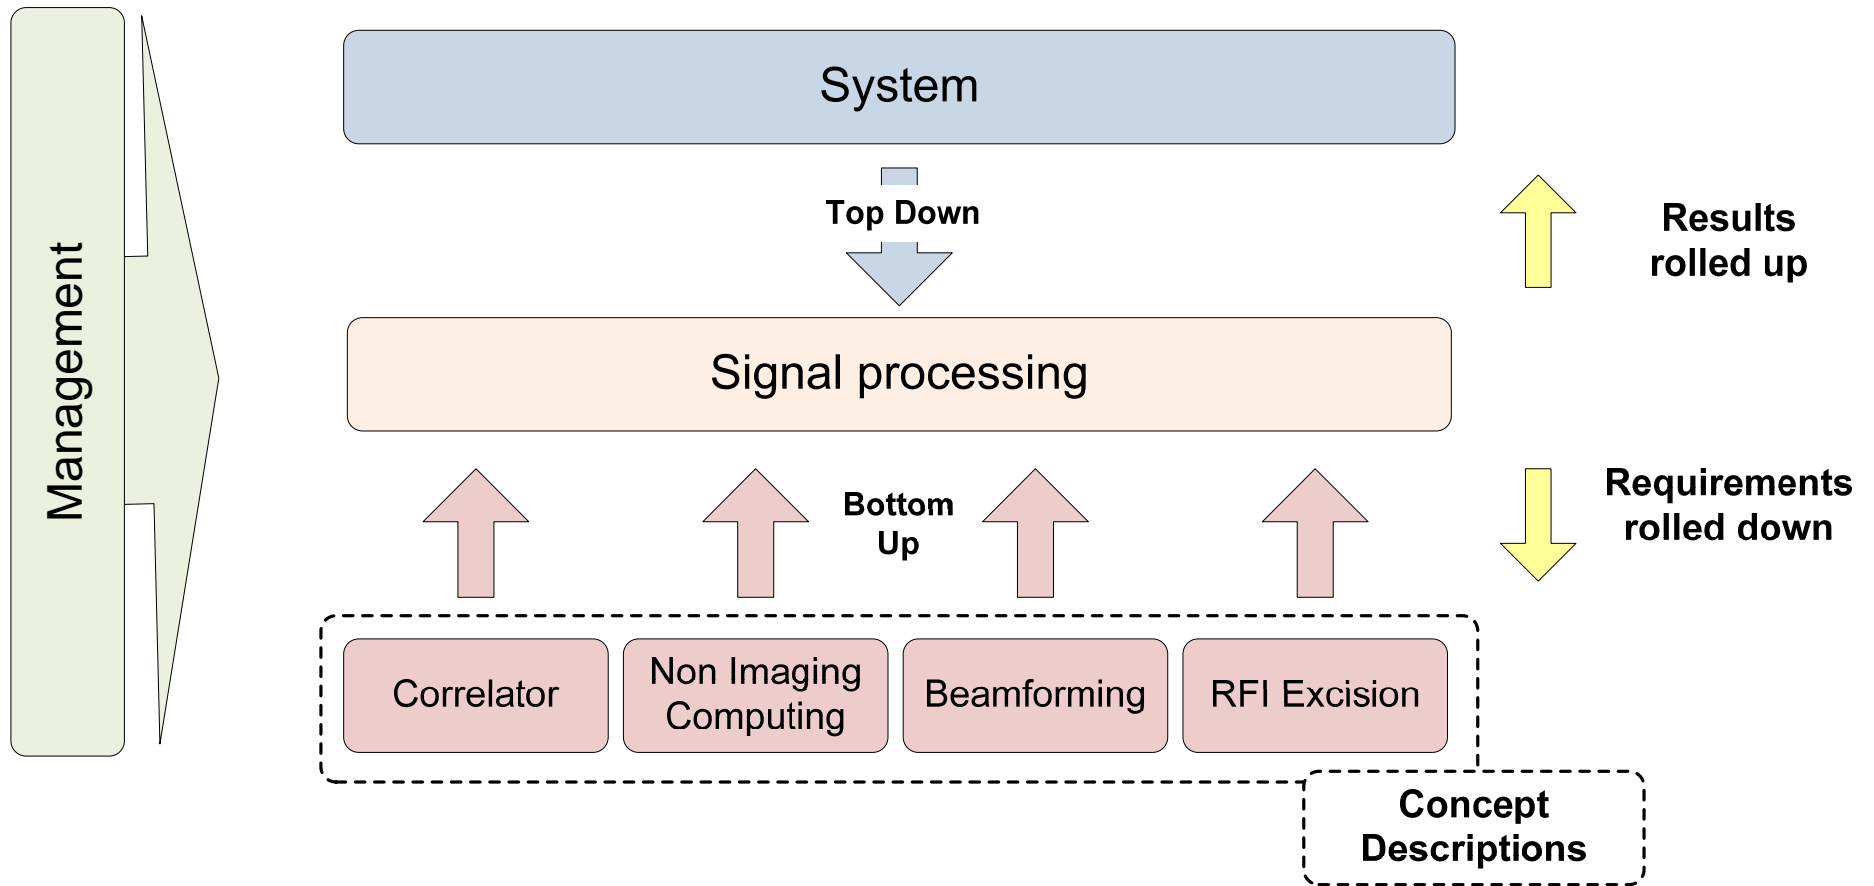 Management
System
Top Down
Results
rolled up
Signal processing
Bottom
Up
Requirements
rolled down
Correlator
Non Imaging
Computing
Beamforming
RFI Excision
Concept
Descriptions